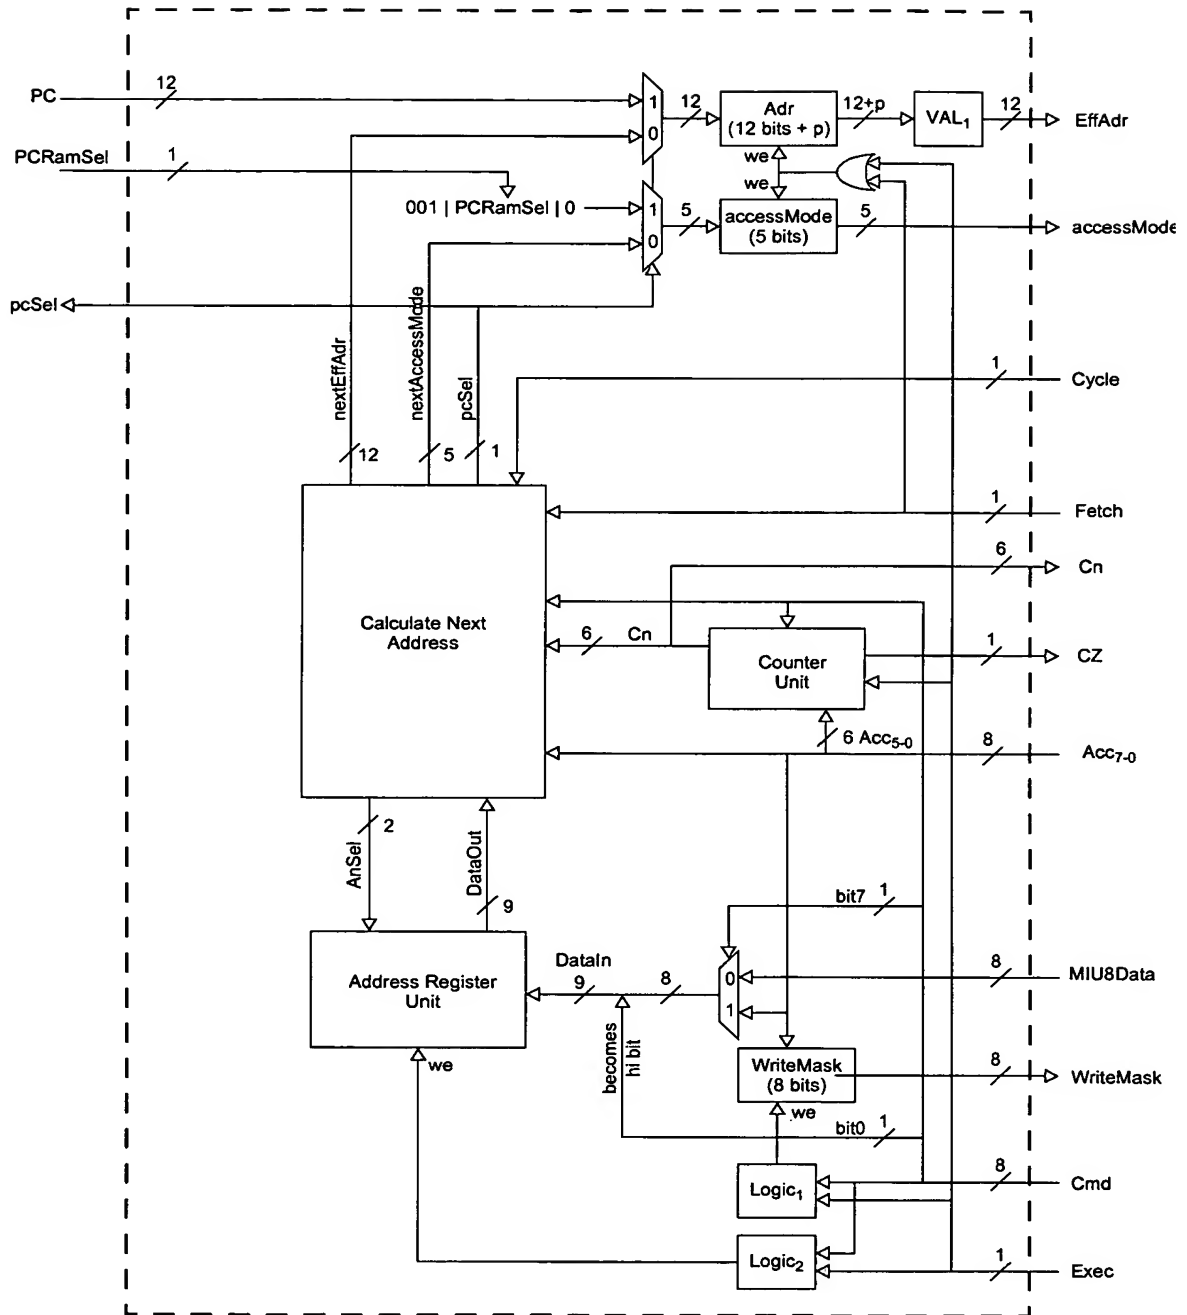 PC
12
1
0
12
Adr
(12 bits + p)
12+p
VAL1
12
EffAdr
PCRamSel
1
we
we
001 | PCRamSel | 0
1
0
5
accessMode
(5 bits)
5
accessMode
pcSel
nextEffAdr
nextAccessMode
pcSel
12
5
1
1
Cycle
1
Fetch
6
Cn
Calculate Next
Address
6
Cn
Counter
Unit
1
CZ
6 Acc5-0
8
Acc7-0
2
AnSel
DataOut
9
bit7
1
Address Register
Unit
DataIn
9
8
0
1
8
MIU8Data
becomes
hi bit
we
WriteMask
(8 bits)
8
WriteMask
we
bit0
1
Logic1
8
Cmd
Logic2
1
Exec